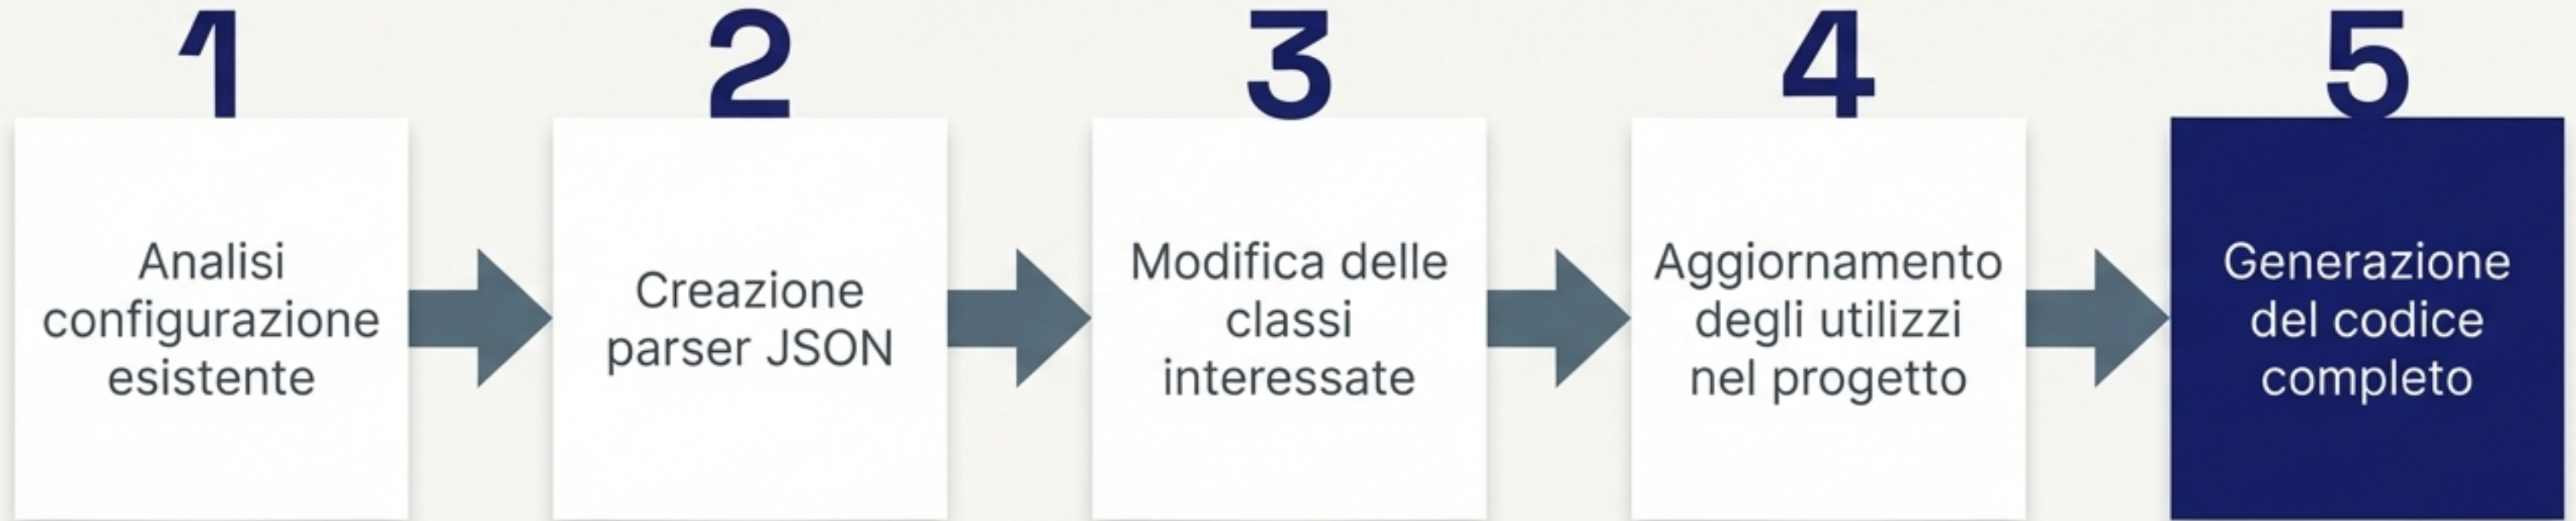 1
Analisi
configurazione
esistente
2
Creazione
parser JSON
3
Modifica delle
classi
interessate
4
Aggiornamento
degli utilizzi
nel progetto
5
Generazione
del codice
completo